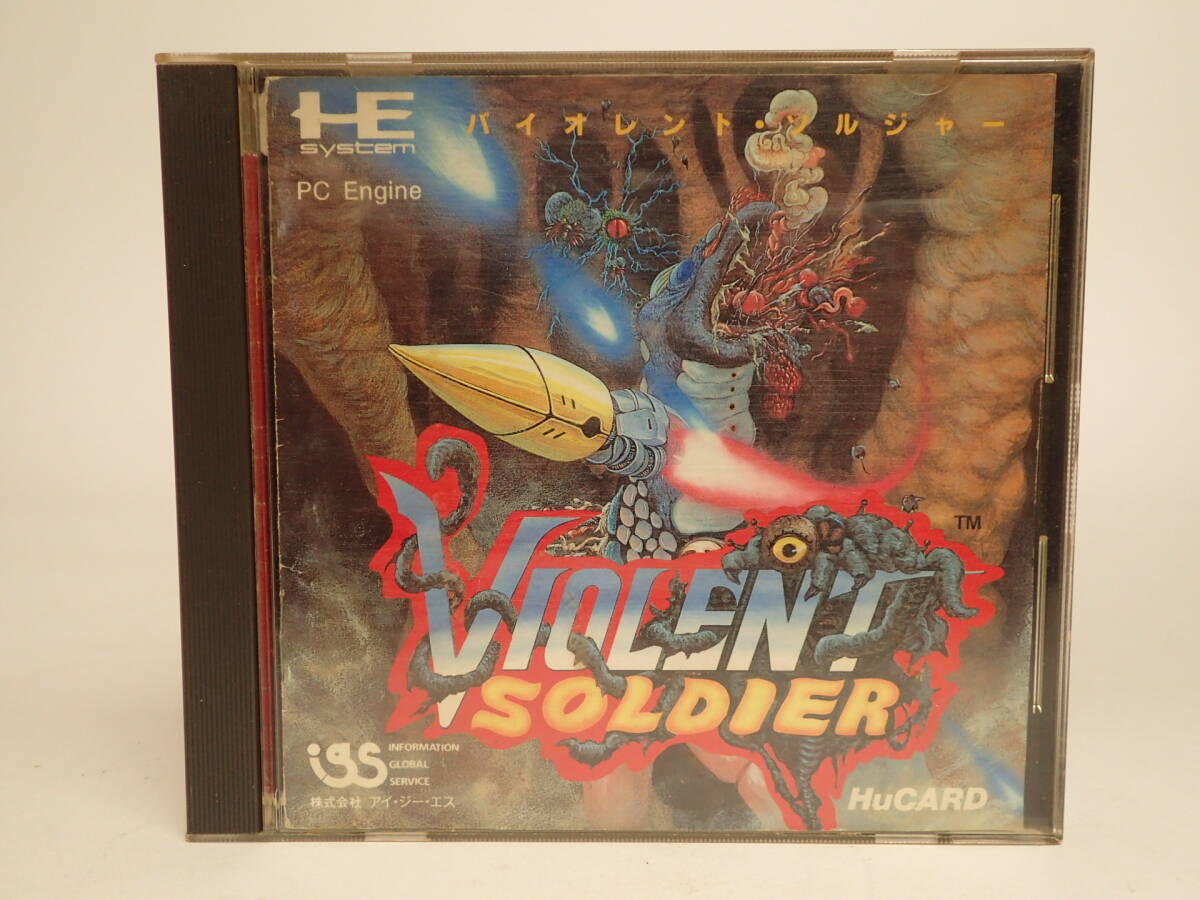 HE
system
PC Engine
バイオレント・ソルジャー
TM
VIOLENT
SOLDIER
igs
INFORMATION
GLOBAL
SERVICE
株式会社 アイ・ジー・エス
HuCARD